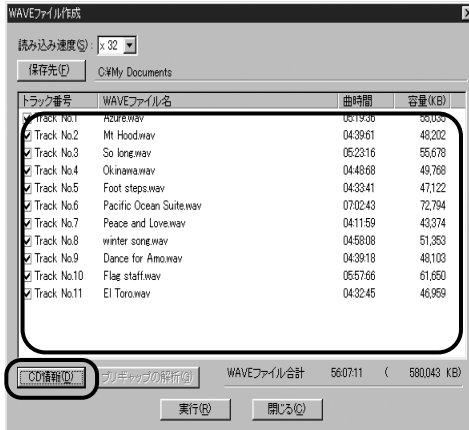 WAVEファイル作成
読み込み速度(S): x 32
保存先(F) C:¥My Documents
トラック番号 WAVEファイル名 曲時間 容量(KB)
Track No.1 Azure.wav 05:19:36 55,035
Track No.2 Mt Hood.wav 04:39:61 48,202
Track No.3 So long.wav 05:23:16 55,678
Track No.4 Okinawa.wav 04:48:68 49,768
Track No.5 Foot steps.wav 04:33:41 47,122
Track No.6 Pacific Ocean Suite.wav 07:02:43 72,794
Track No.7 Peace and Love.wav 04:11:59 43,374
Track No.8 winter song.wav 04:58:08 51,353
Track No.9 Dance for Amo.wav 04:39:18 48,103
Track No.10 Flag staff.wav 05:57:66 61,650
Track No.11 El Toro.wav 04:32:45 46,959
CD情報(D) プリギャップの解析(G) WAVEファイル合計 56:07:11 ( 580,043 KB)
実行(R) 閉じる(C)